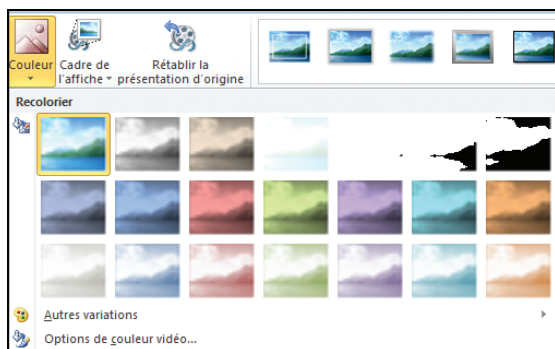 Couleur
Cadre de
l'affiche
Rétablir la
présentation d'origine
Recolorier
Autres variations
Options de couleur vidéo...